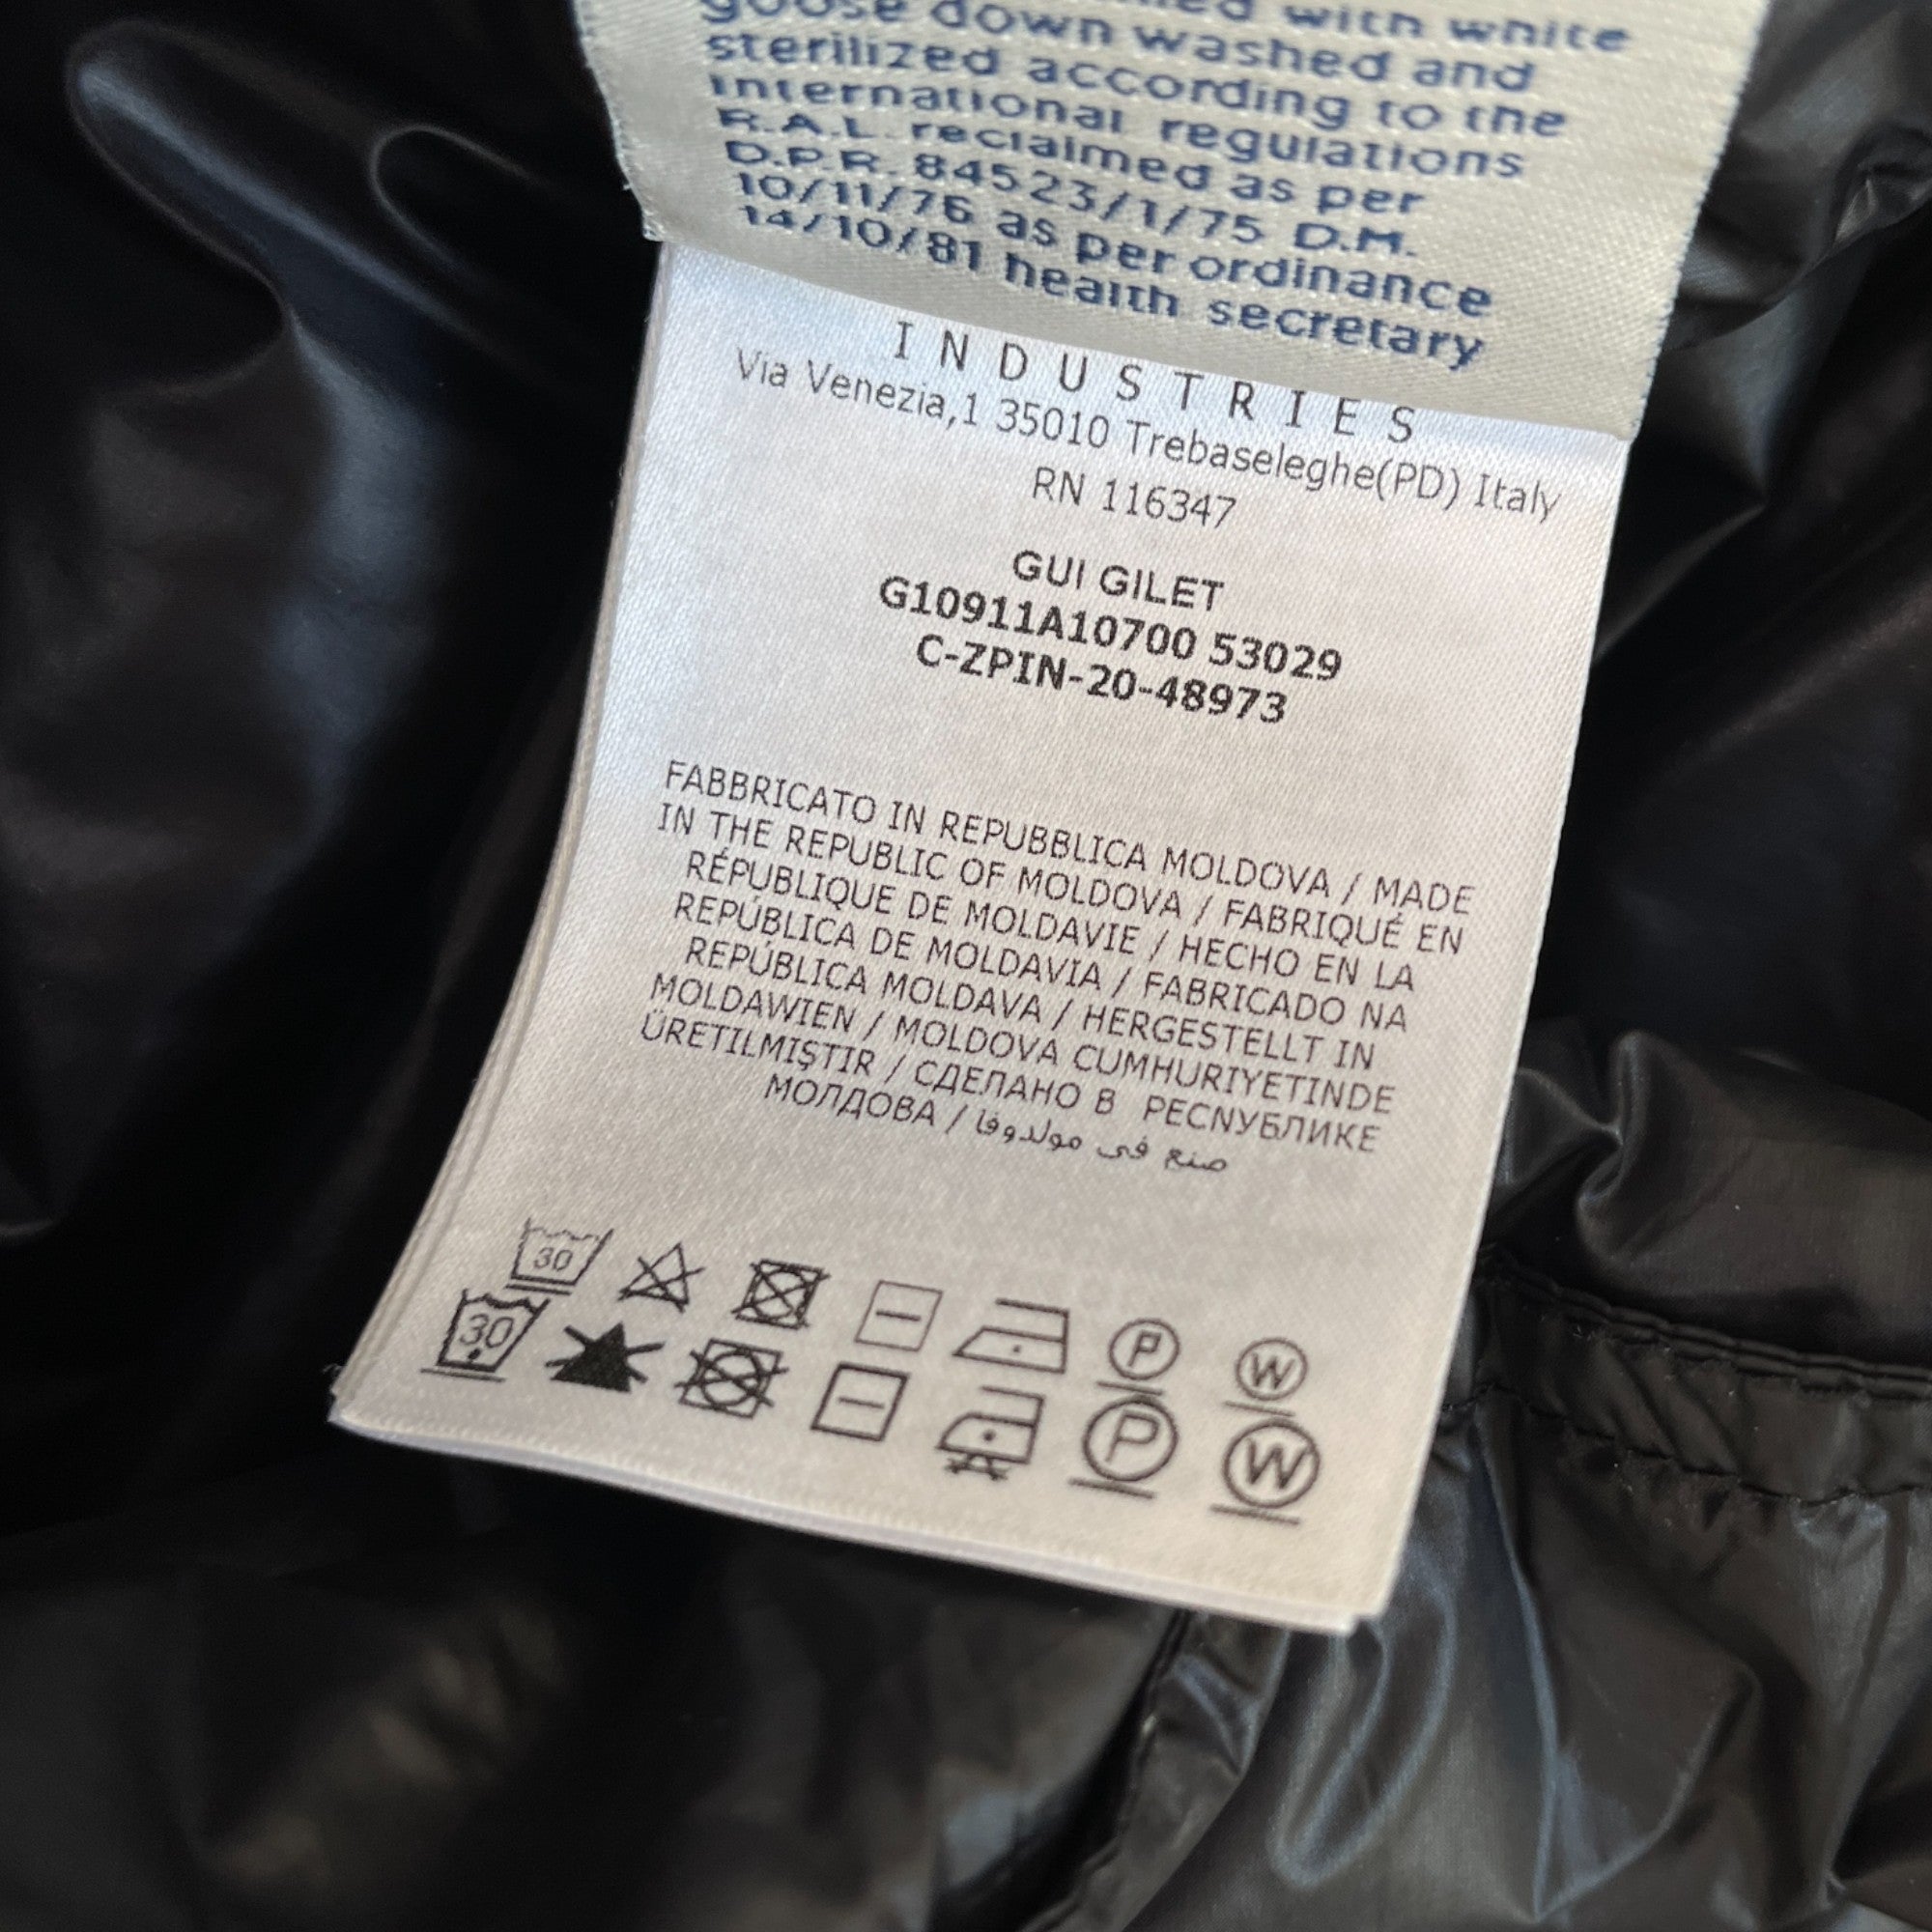 filled with white
goose down washed and
sterilized according to the
international regulations
R.A.L. reclaimed as per
D.P.R. 84523/1/75 D.M.
10/11/76 as per ordinance
14/10/81 health secretary
INDUSTRIES
Via Venezia,1 35010 Trebaseleghe(PD) Italy
RN 116347
GUI GILET
G10911A10700 53029
C-ZPIN-20-48973
FABBRICATO IN REPUBBLICA MOLDOVA / MADE
IN THE REPUBLIC OF MOLDOVA / FABRIQUÉ EN
RÉPUBLIQUE DE MOLDAVIE / HECHO EN LA
REPÚBLICA DE MOLDAVIA / FABRICADO NA
REPÚBLICA MOLDAVA / HERGESTELLT IN
MOLDAWIEN / MOLDOVA CUMHURIYETINDE
ÜRETILMIŞTIR / СДЕЛАНО В РЕСNУБЛИКЕ
МОЛДОВА / صنع في مولدوفا
30 P W
30 P W